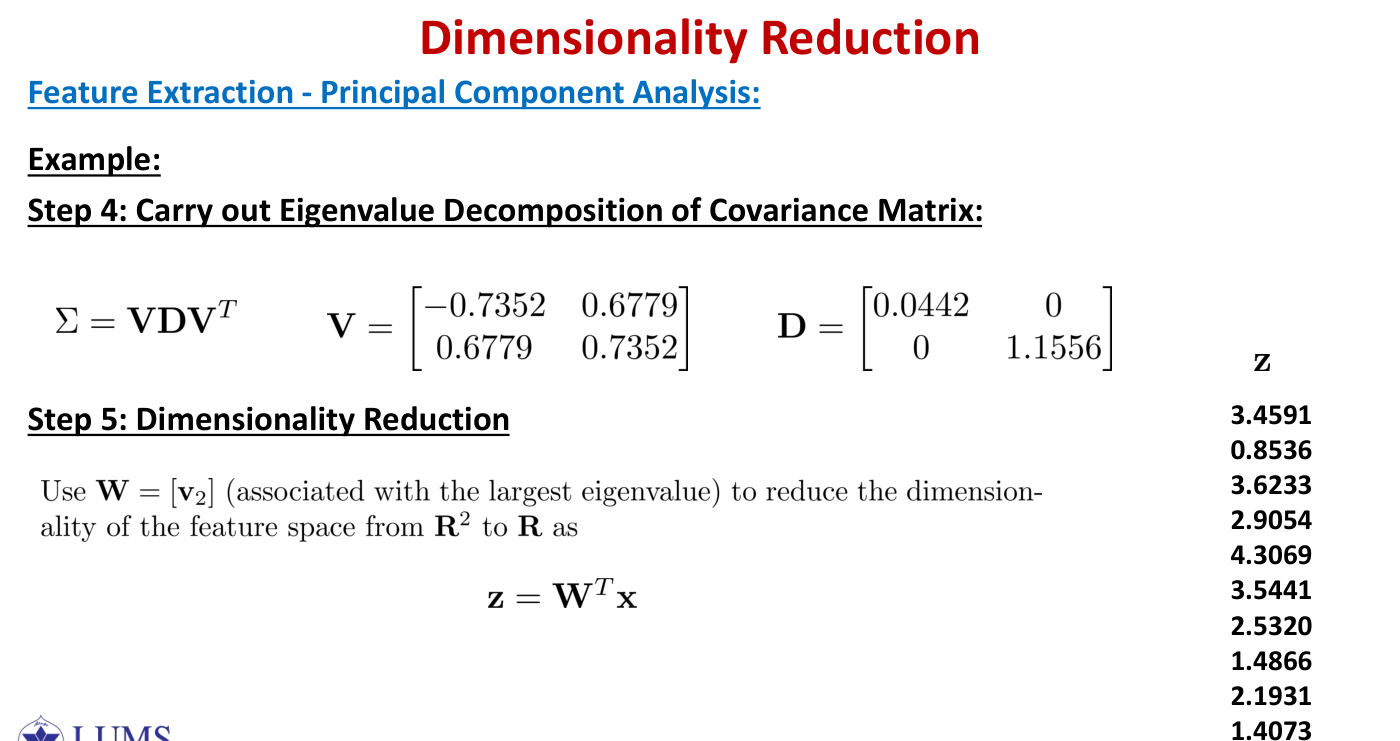 Dimensionality Reduction
Feature Extraction - Principal Component Analysis:
Example:
Step 4: Carry out Eigenvalue Decomposition of Covariance Matrix:
Σ = VDV^T V = [−0.7352 0.6779 D = [0.0442 0
0.6779 0.7352] 0 1.1556]
z
Step 5: Dimensionality Reduction
Use W = [v₂] (associated with the largest eigenvalue) to reduce the dimension-
ality of the feature space from R² to R as
z = W^T x
3.4591
0.8536
3.6233
2.9054
4.3069
3.5441
2.5320
1.4866
2.1931
1.4073
LUMS